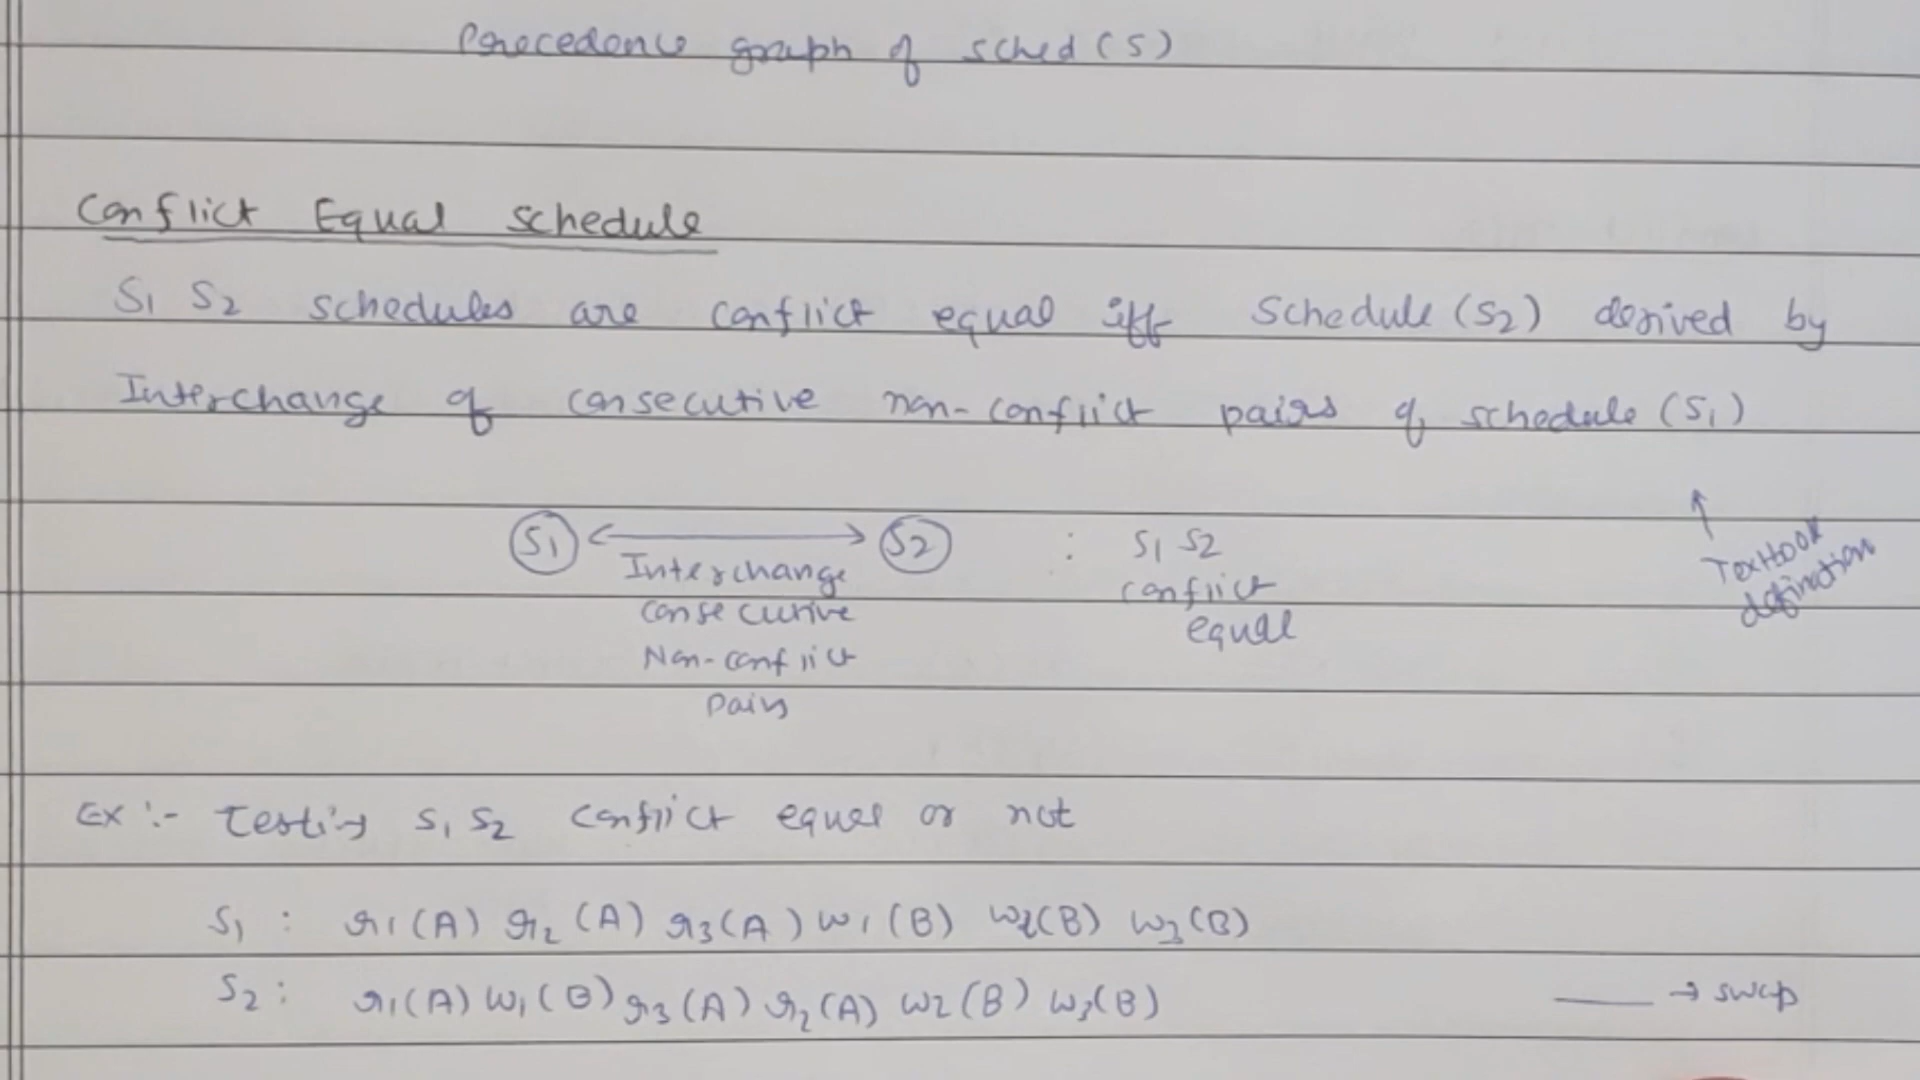 Precedence graph of sched (S)
Conflict Equal schedule
S1 S2 schedules are conflict equal iff Schedule (S2) derived by
Interchange of consecutive non-conflict pairs of schedule (S1)
S1 S2 : S1 S2
Interchange conflict
consecutive equal
Non-conflict
pairs
Textbook
defination
Ex :- Testing S1 S2 conflict equal or not
S1 : r1(A) r2(A) r3(A) w1(B) w2(B) w3(B)
S2 : r1(A) w1(B) r3(A) r2(A) w2(B) w3(B) → swap